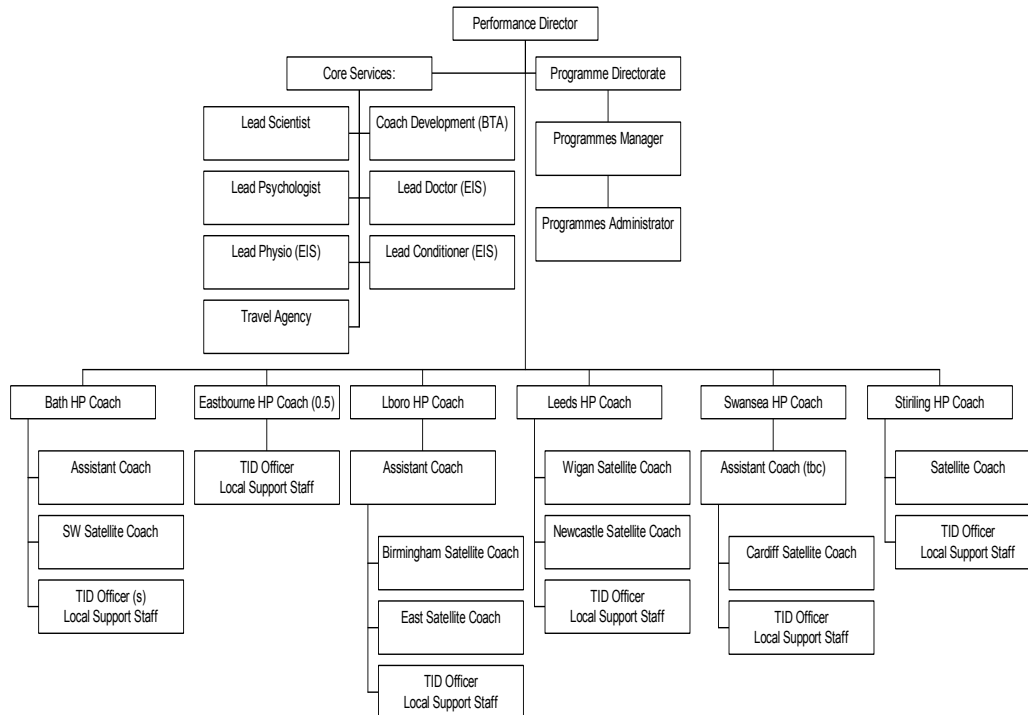 Performance Director
Core Services:
Programme Directorate
Lead Scientist
Coach Development (BTA)
Programmes Manager
Lead Psychologist
Lead Doctor (EIS)
Programmes Administrator
Lead Physio (EIS)
Lead Conditioner (EIS)
Travel Agency
Bath HP Coach
Eastbourne HP Coach (0.5)
Lboro HP Coach
Leeds HP Coach
Swansea HP Coach
Stiriling HP Coach
Assistant Coach
SW Satellite Coach
TID Officer (s)
Local Support Staff
TID Officer
Local Support Staff
Assistant Coach
Birmingham Satellite Coach
East Satellite Coach
TID Officer
Local Support Staff
Wigan Satellite Coach
Newcastle Satellite Coach
TID Officer
Local Support Staff
Assistant Coach (tbc)
Cardiff Satellite Coach
TID Officer
Local Support Staff
Satellite Coach
TID Officer
Local Support Staff